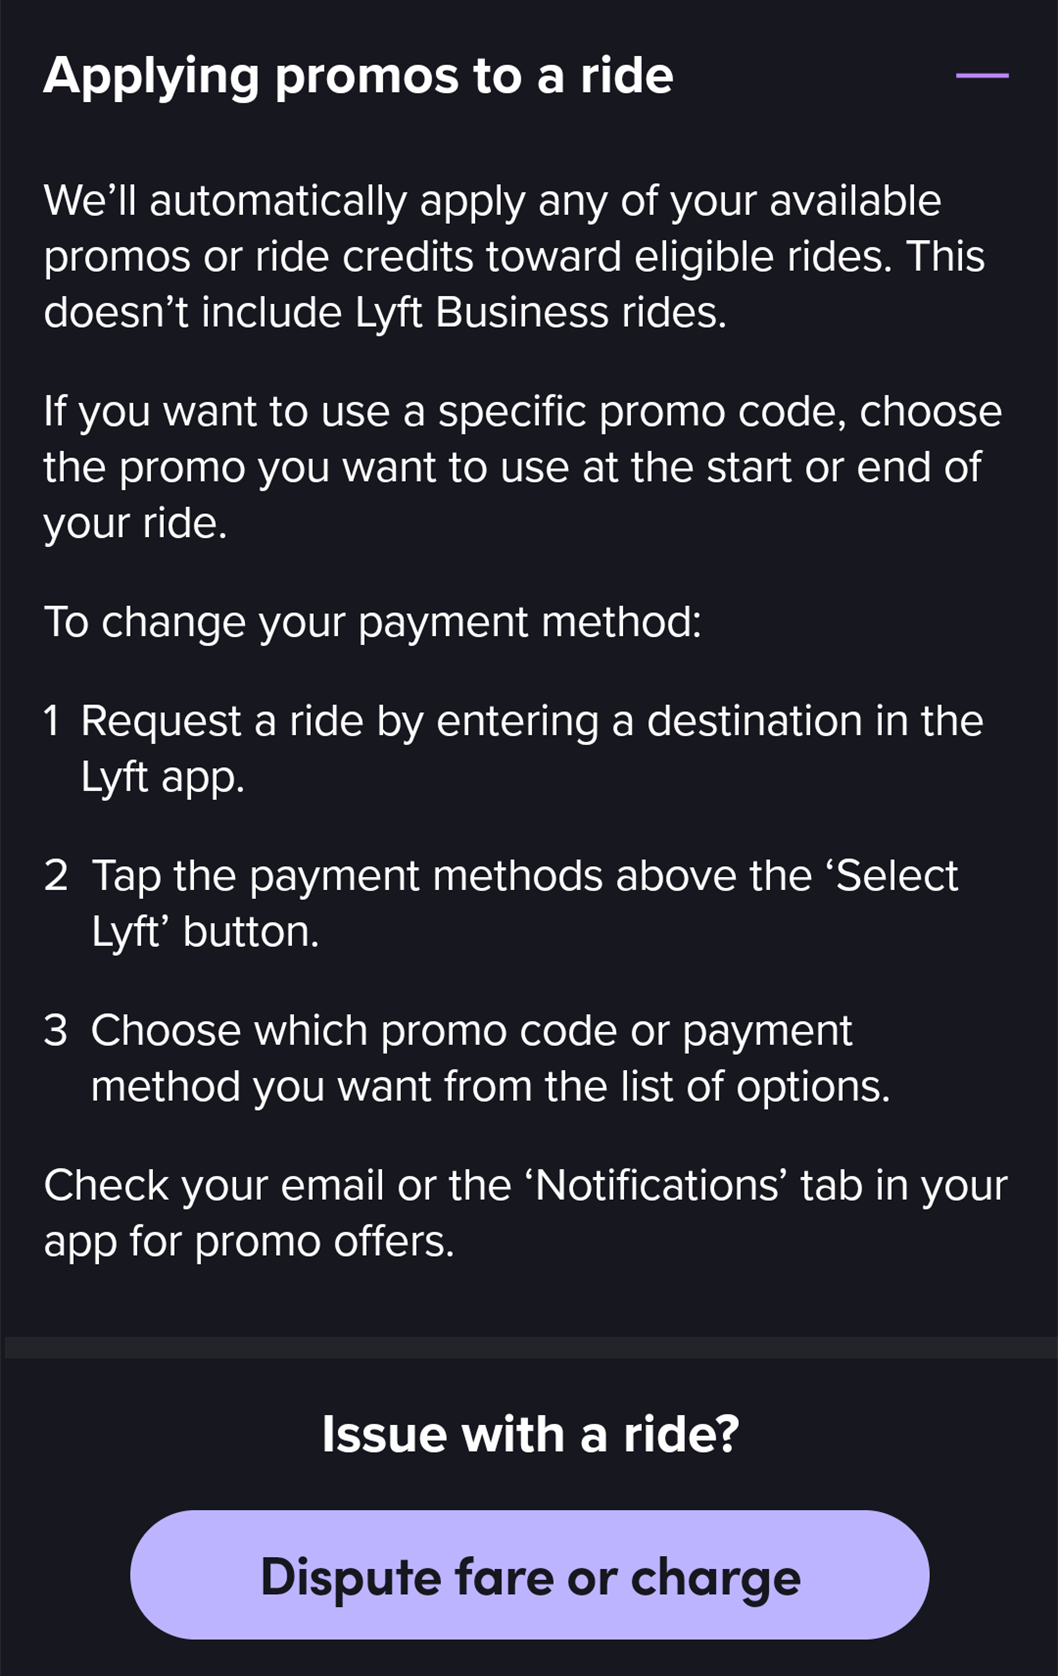 Applying promos to a ride
We’ll automatically apply any of your available
promos or ride credits toward eligible rides. This
doesn’t include Lyft Business rides.
If you want to use a specific promo code, choose
the promo you want to use at the start or end of
your ride.
To change your payment method:
1 Request a ride by entering a destination in the
Lyft app.
2 Tap the payment methods above the ‘Select
Lyft’ button.
3 Choose which promo code or payment
method you want from the list of options.
Check your email or the ‘Notifications’ tab in your
app for promo offers.
Issue with a ride?
Dispute fare or charge